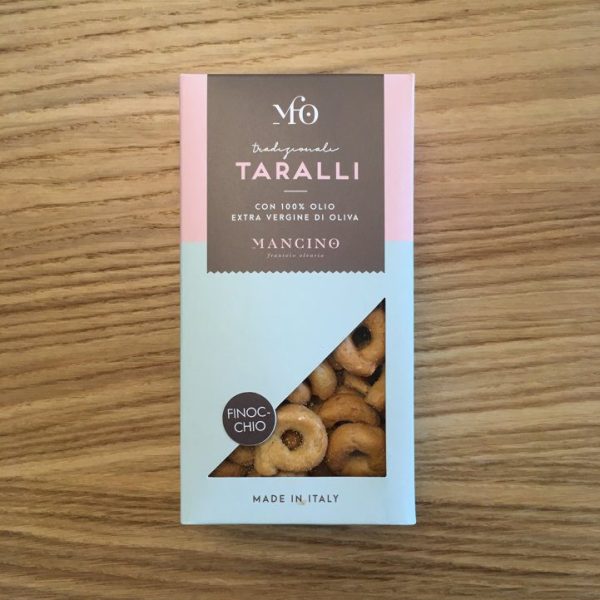 MFO
tradizionali
TARALLI
CON 100% OLIO
EXTRA VERGINE DI OLIVA
MANCINO
frantoio oleario
FINOC-
CHIO
MADE IN ITALY